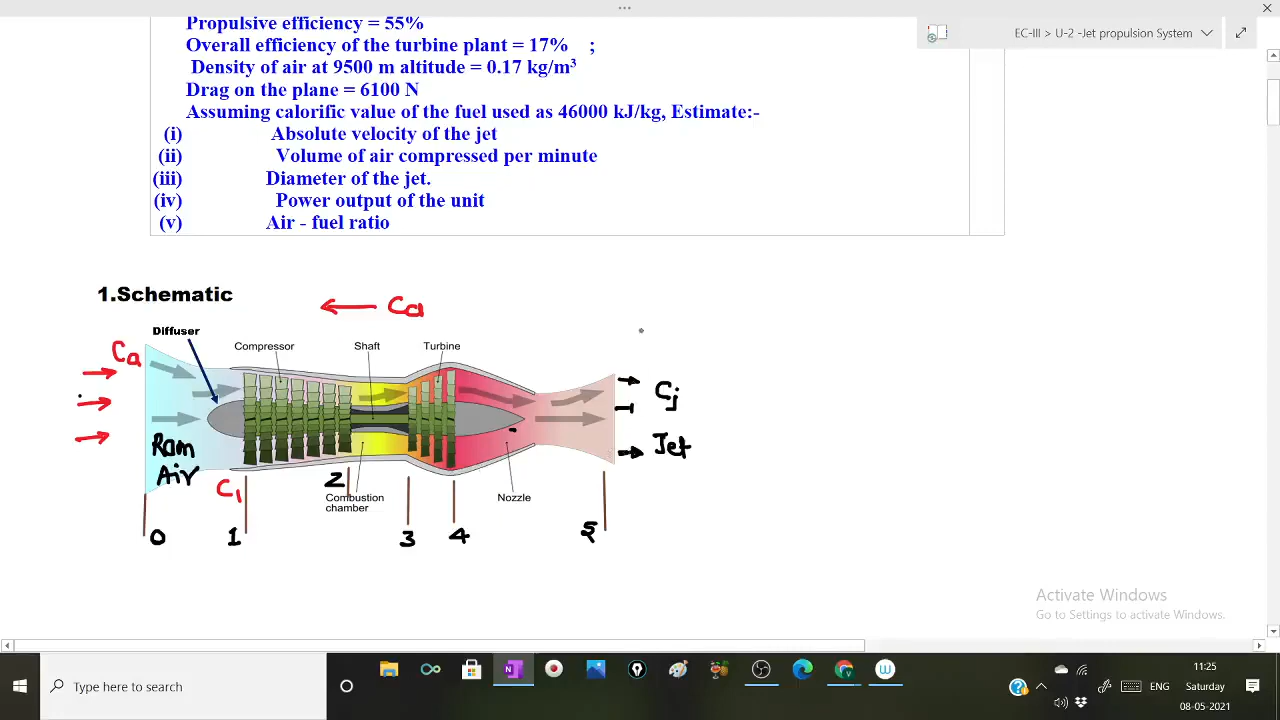 Propulsive efficiency = 55%
EC-III > U-2 -Jet propulsion System
Overall efficiency of the turbine plant = 17% ;
Density of air at 9500 m altitude = 0.17 kg/m³
Drag on the plane = 6100 N
Assuming calorific value of the fuel used as 46000 kJ/kg, Estimate:-
(i) Absolute velocity of the jet
(ii) Volume of air compressed per minute
(iii) Diameter of the jet.
(iv) Power output of the unit
(v) Air - fuel ratio
1.Schematic
Ca
Diffuser
Compressor
Shaft
Turbine
Ca
Cj
Ram
Air
Jet
C1
2
Combustion
chamber
Nozzle
0
1
3
4
5
Activate Windows
Go to Settings to activate Windows.
Type here to search
ENG
11:25
Saturday
08-05-2021